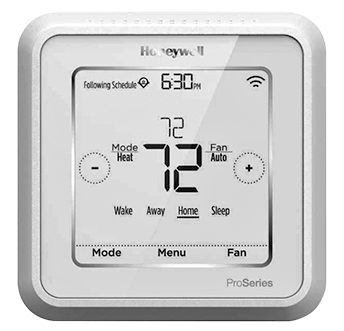 Honeywell
Following Schedule 6:30PM
72
Mode Fan
Heat 72 Auto
- +
Wake Away Home Sleep
Mode Menu Fan
ProSeries